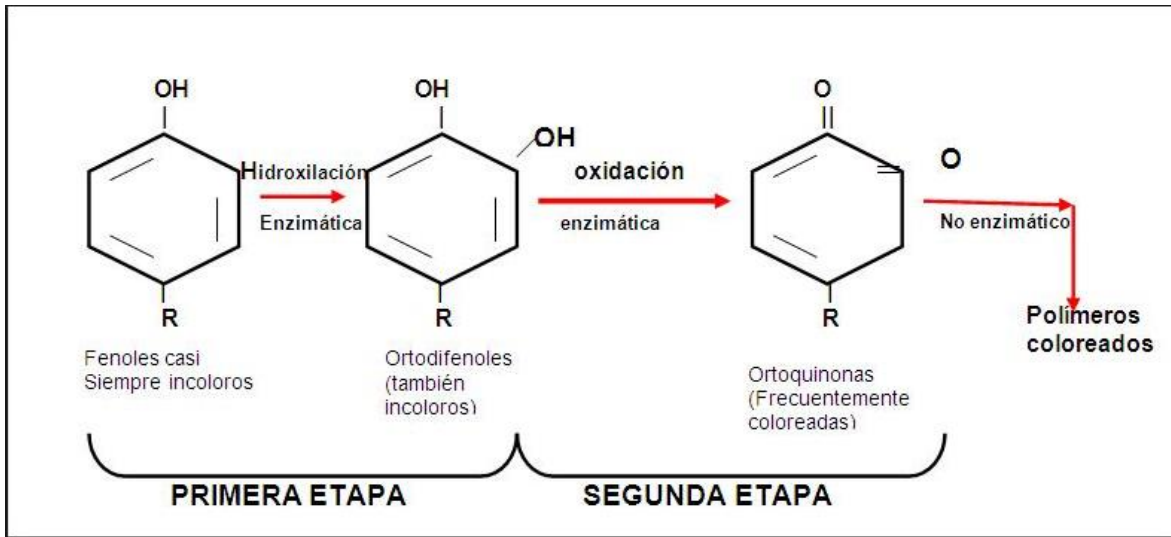 OH
OH
OH
O
O
Hidroxilación
Enzimática
oxidación
enzimática
No enzimático
R
R
R
Polímeros
coloreados
Fenoles casi
Siempre incoloros
Ortodifenoles
(también
incoloros)
Ortoquinonas
(Frecuentemente
coloreadas)
PRIMERA ETAPA
SEGUNDA ETAPA